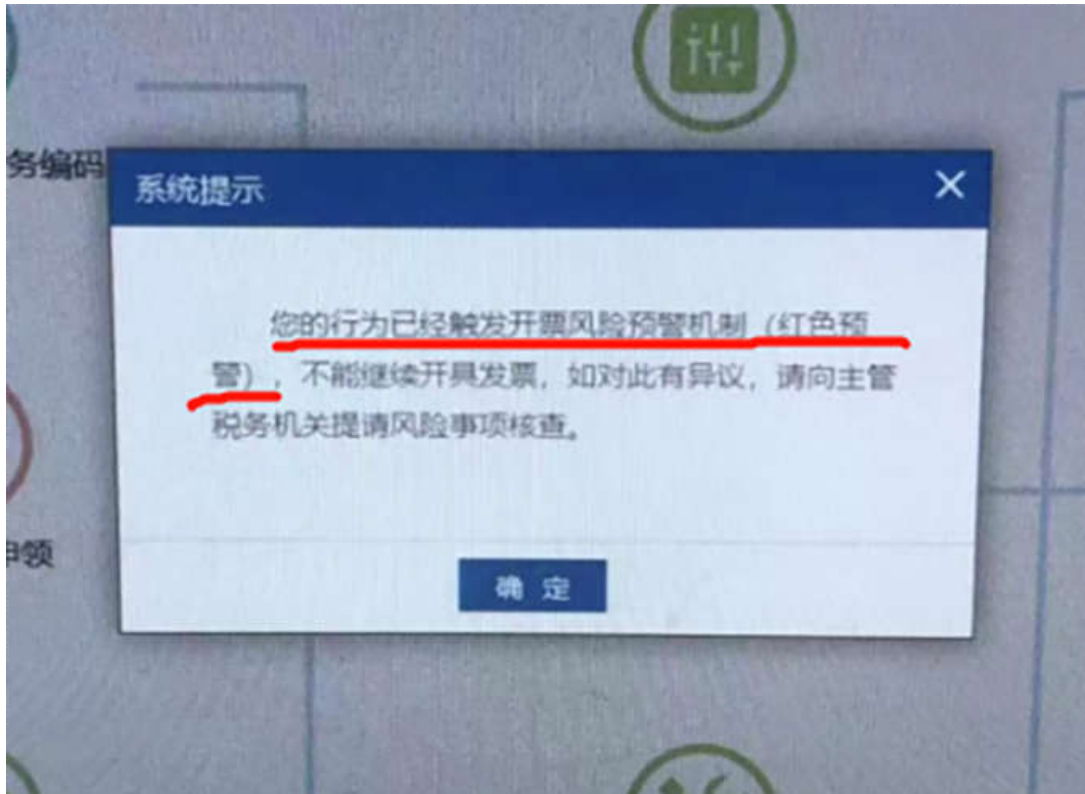 务编码
系统提示
您的行为已经触发开票风险预警机制（红色预
警），不能继续开具发票，如对此有异议，请向主管
税务机关提请风险事项核查。
申领
确 定